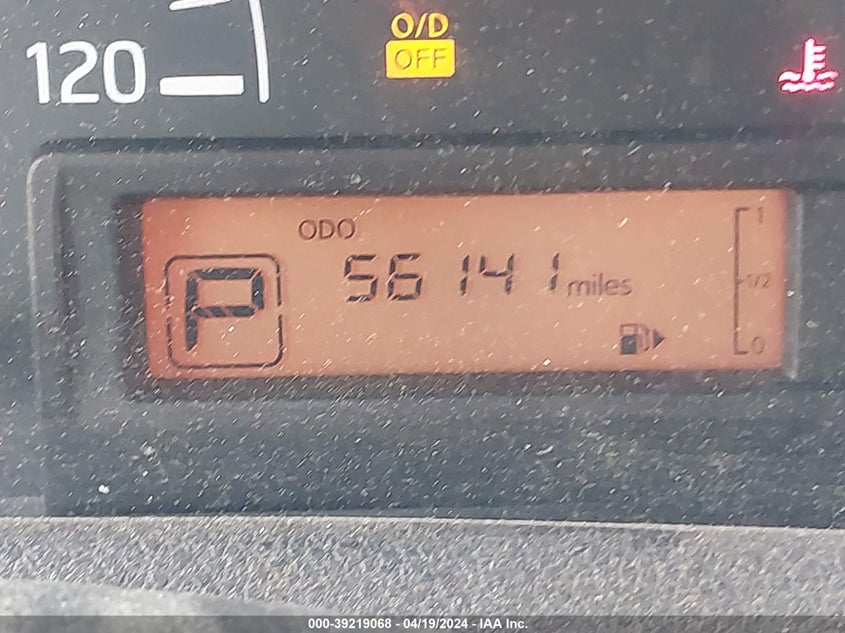 O/D
OFF
120
ODO
56141 miles
P
1
1/2
0
000-39219068 - 04/19/2024 - IAA Inc.